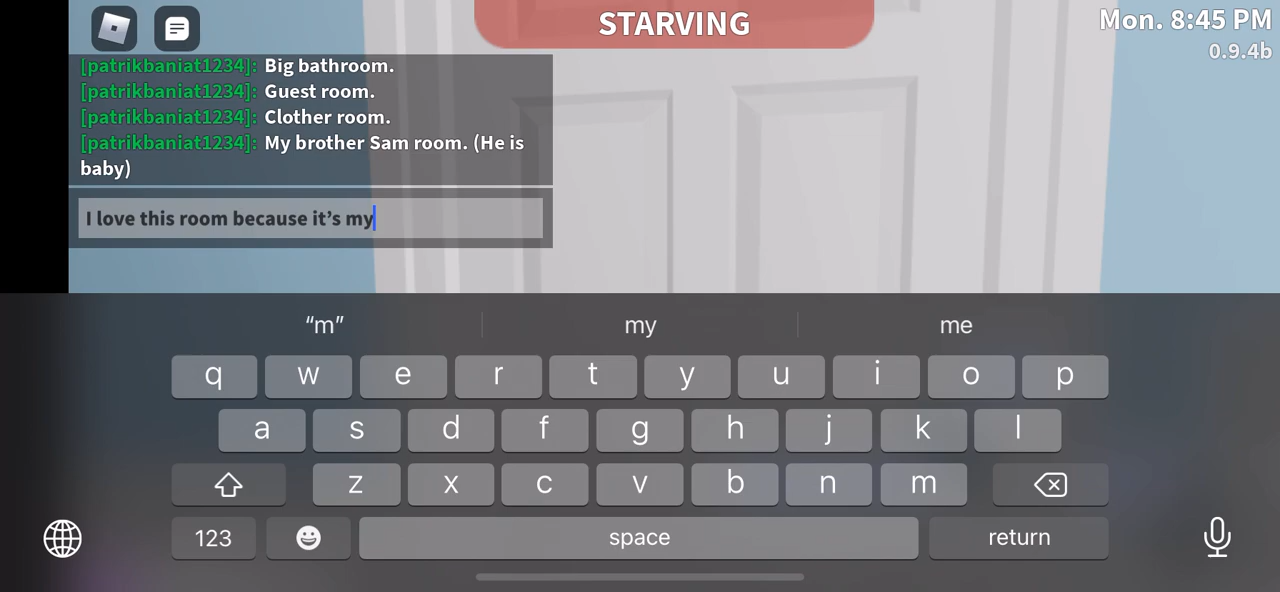 STARVING
Mon. 8:45 PM
0.9.4b
[patrikbaniat1234]: Big bathroom.
[patrikbaniat1234]: Guest room.
[patrikbaniat1234]: Clother room.
[patrikbaniat1234]: My brother Sam room. (He is
baby)
I love this room because it’s my
“m” my me
q w e r t y u i o p
a s d f g h j k l
z x c v b n m
123 space return